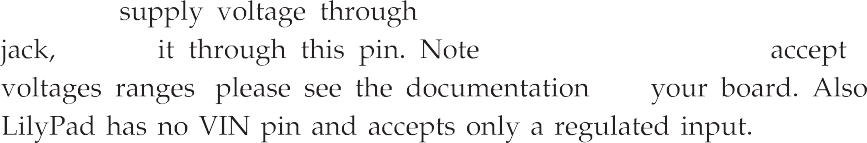 supply voltage through
jack, it through this pin. Note accept
voltages ranges please see the documentation your board. Also
LilyPad has no VIN pin and accepts only a regulated input.